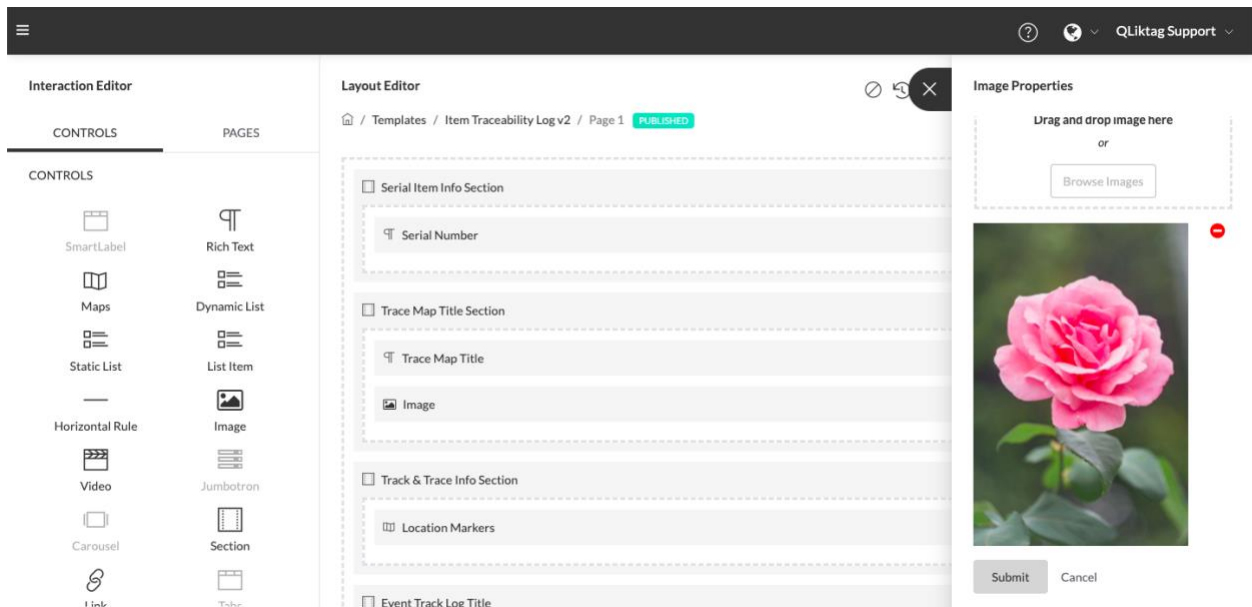 QLiktag Support
Interaction Editor
CONTROLS PAGES
CONTROLS
SmartLabel Rich Text
Maps Dynamic List
Static List List Item
Horizontal Rule Image
Video Jumbotron
Carousel Section
Link Tabs
Layout Editor
/ Templates / Item Traceability Log v2 / Page 1 PUBLISHED
Serial Item Info Section
Serial Number
Trace Map Title Section
Trace Map Title
Image
Track & Trace Info Section
Location Markers
Event Track Log Title
Image Properties
Drag and drop image here
or
Browse Images
Submit Cancel